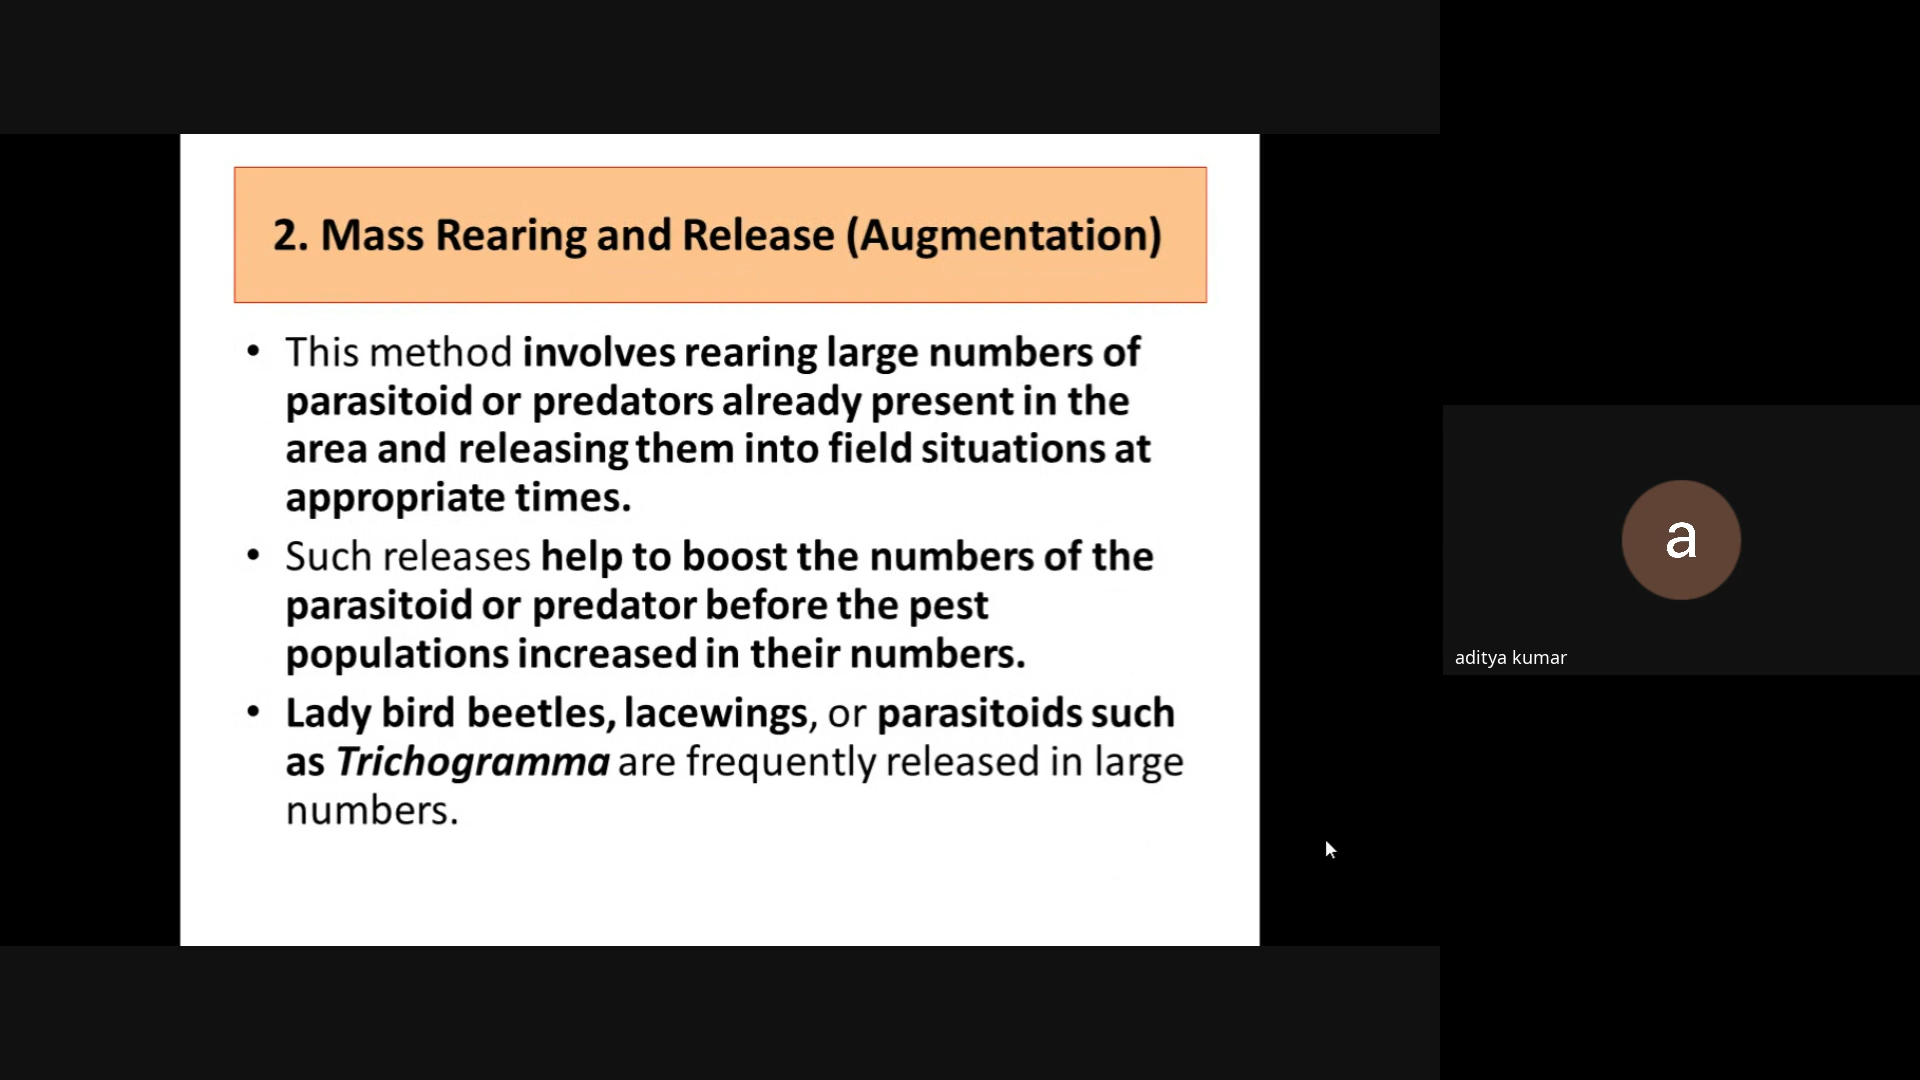 2. Mass Rearing and Release (Augmentation)
• This method involves rearing large numbers of
parasitoid or predators already present in the
area and releasing them into field situations at
appropriate times.
• Such releases help to boost the numbers of the
parasitoid or predator before the pest
populations increased in their numbers.
• Lady bird beetles, lacewings, or parasitoids such
as Trichogramma are frequently released in large
numbers.
a
aditya kumar